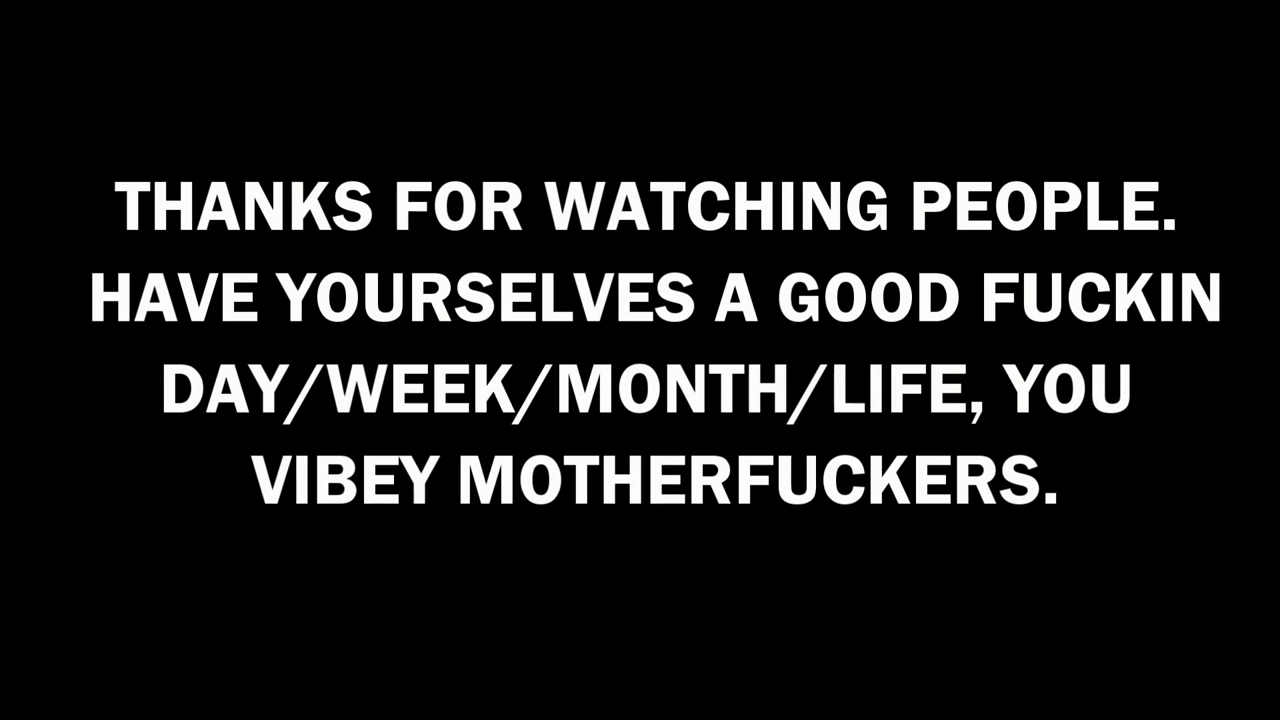 THANKS FOR WATCHING PEOPLE.
HAVE YOURSELVES A GOOD FUCKIN
DAY/WEEK/MONTH/LIFE, YOU
VIBEY MOTHERFUCKERS.